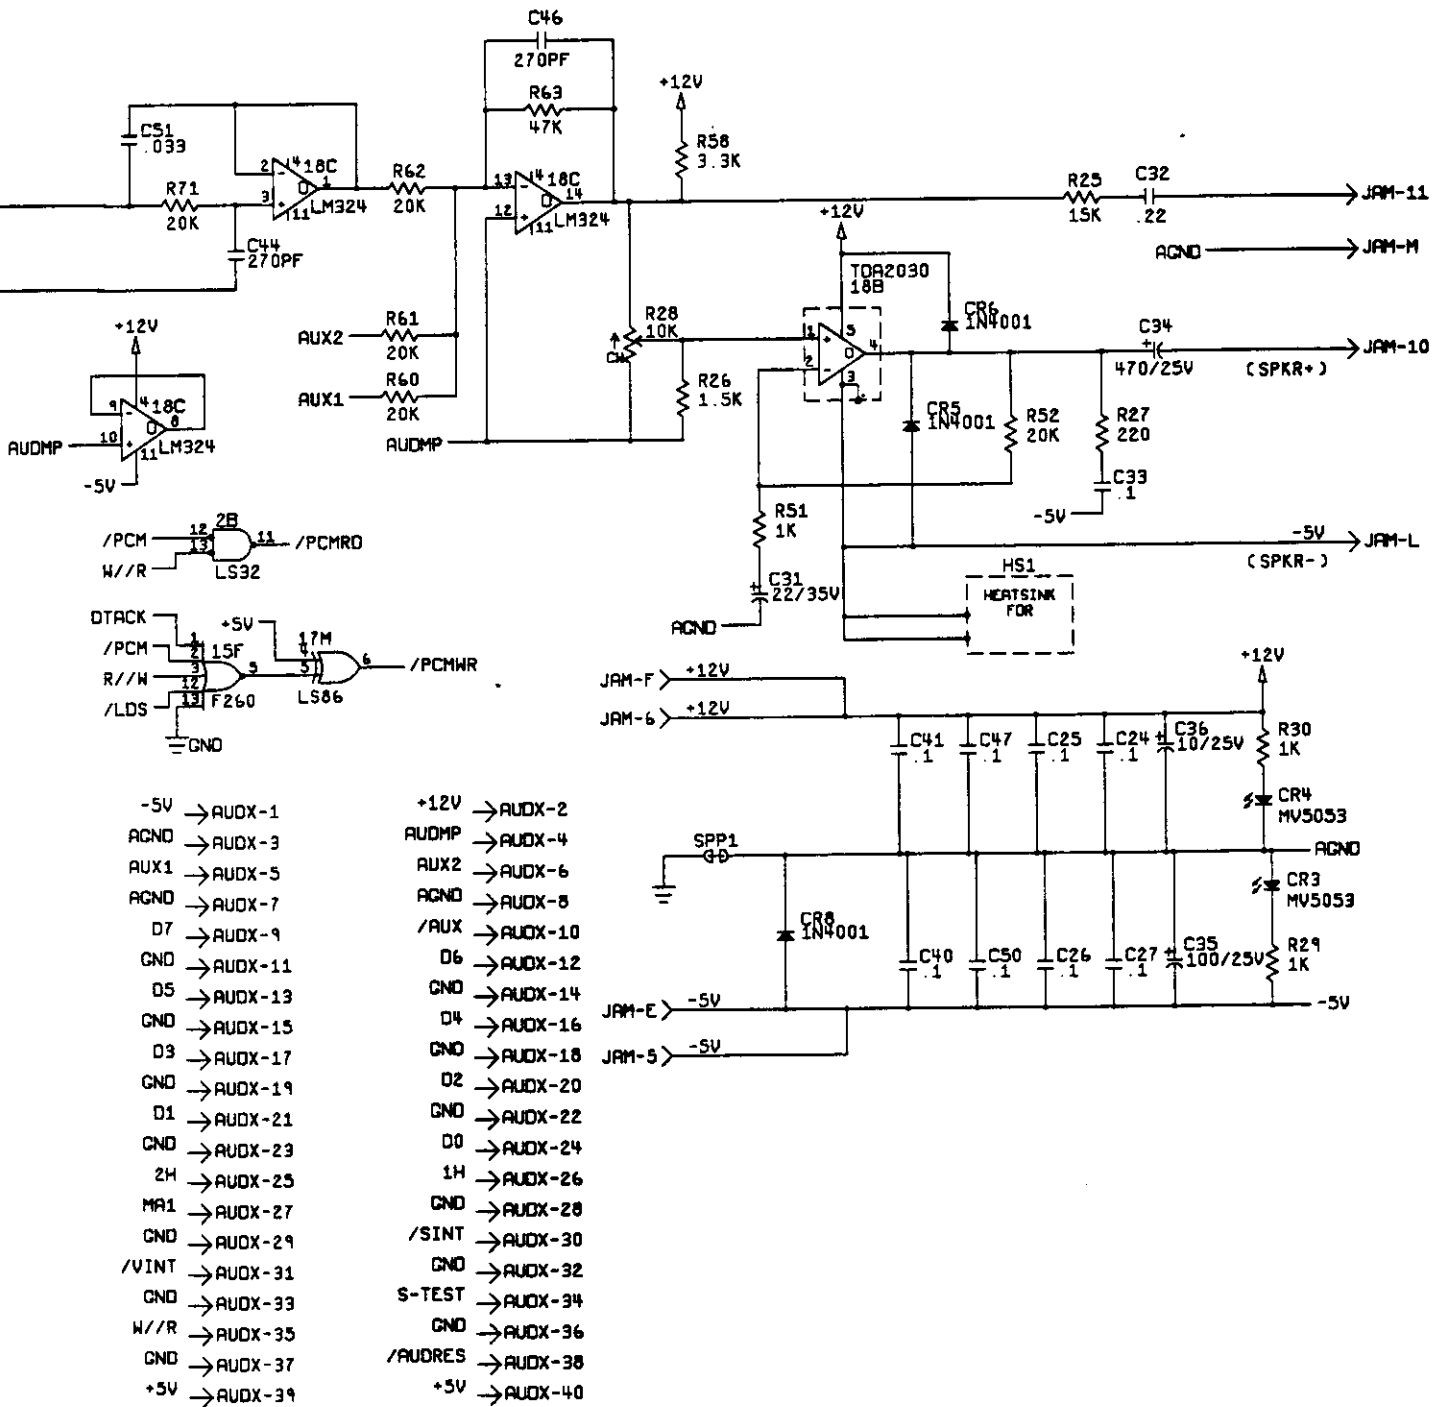 C46
270PF
+12V
R63
47K
C51
.033
R58
3.3K
2 4 18C
1
R71
20K
3
11 LM324
R62
20K
13 4 18C
14
12
11 LM324
C44
270PF
R25
15K
C32
.22
JAM-11
+12V
AGND
JAM-M
TDA2030
18B
CR6
1N4001
R61
AUX2
20K
R28
10K
CW
1 5
4
2
3
C34
470/25V
JAM-10
(SPKR+)
+12V
R60
AUX1
20K
R26
1.5K
CR5
1N4001
R52
20K
R27
220
9 4 18C
8
AUDMP
10
11 LM324
-5V
AUDMP
C33
.1
-5V
R51
1K
2B
/PCM 12
11 /PCMRD
W//R 13
LS32
-5V
JAM-L
(SPKR-)
C31
22/35V
HS1
HEATSINK
FOR
AGND
DTACK 1
+5V
17M
/PCM 2 15F
4
6 /PCMWR
R//W 3
5
5
12
LS86
/LDS 13 F260
GND
JAM-F +12V
JAM-6 +12V
+12V
C41
.1
C47
.1
C25
.1
C24
.1
C36
10/25V
R30
1K
CR4
MV5053
SPP1
AGND
CR3
MV5053
CR8
1N4001
C40
.1
C50
.1
C26
.1
C27
.1
C35
100/25V
R29
1K
JAM-E -5V
-5V
JAM-5 -5V
-5V AUDX-1
AGND AUDX-3
AUX1 AUDX-5
AGND AUDX-7
D7 AUDX-9
GND AUDX-11
D5 AUDX-13
GND AUDX-15
D3 AUDX-17
GND AUDX-19
D1 AUDX-21
GND AUDX-23
2H AUDX-25
MA1 AUDX-27
GND AUDX-29
/VINT AUDX-31
GND AUDX-33
W//R AUDX-35
GND AUDX-37
+5V AUDX-39
+12V AUDX-2
AUDMP AUDX-4
AUX2 AUDX-6
AGND AUDX-8
/AUX AUDX-10
D6 AUDX-12
GND AUDX-14
D4 AUDX-16
GND AUDX-18
D2 AUDX-20
GND AUDX-22
D0 AUDX-24
1H AUDX-26
GND AUDX-28
/SINT AUDX-30
GND AUDX-32
S-TEST AUDX-34
GND AUDX-36
/AUDRES AUDX-38
+5V AUDX-40